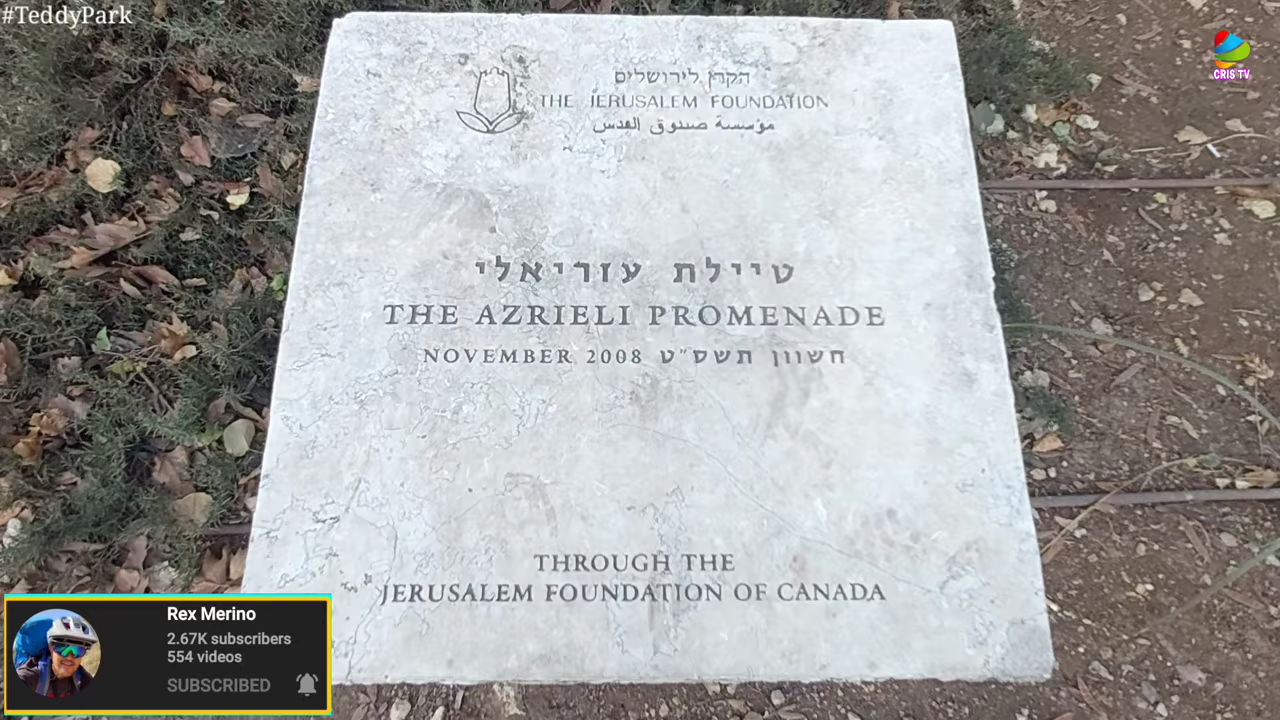 #TeddyPark
CRIS TV
הקרן לירושלים
THE JERUSALEM FOUNDATION
مؤسسة صندوق القدس
טיילת עזריאלי
THE AZRIELI PROMENADE
NOVEMBER 2008 חשוון תשס"ט
THROUGH THE
JERUSALEM FOUNDATION OF CANADA
Rex Merino
2.67K subscribers
554 videos
SUBSCRIBED